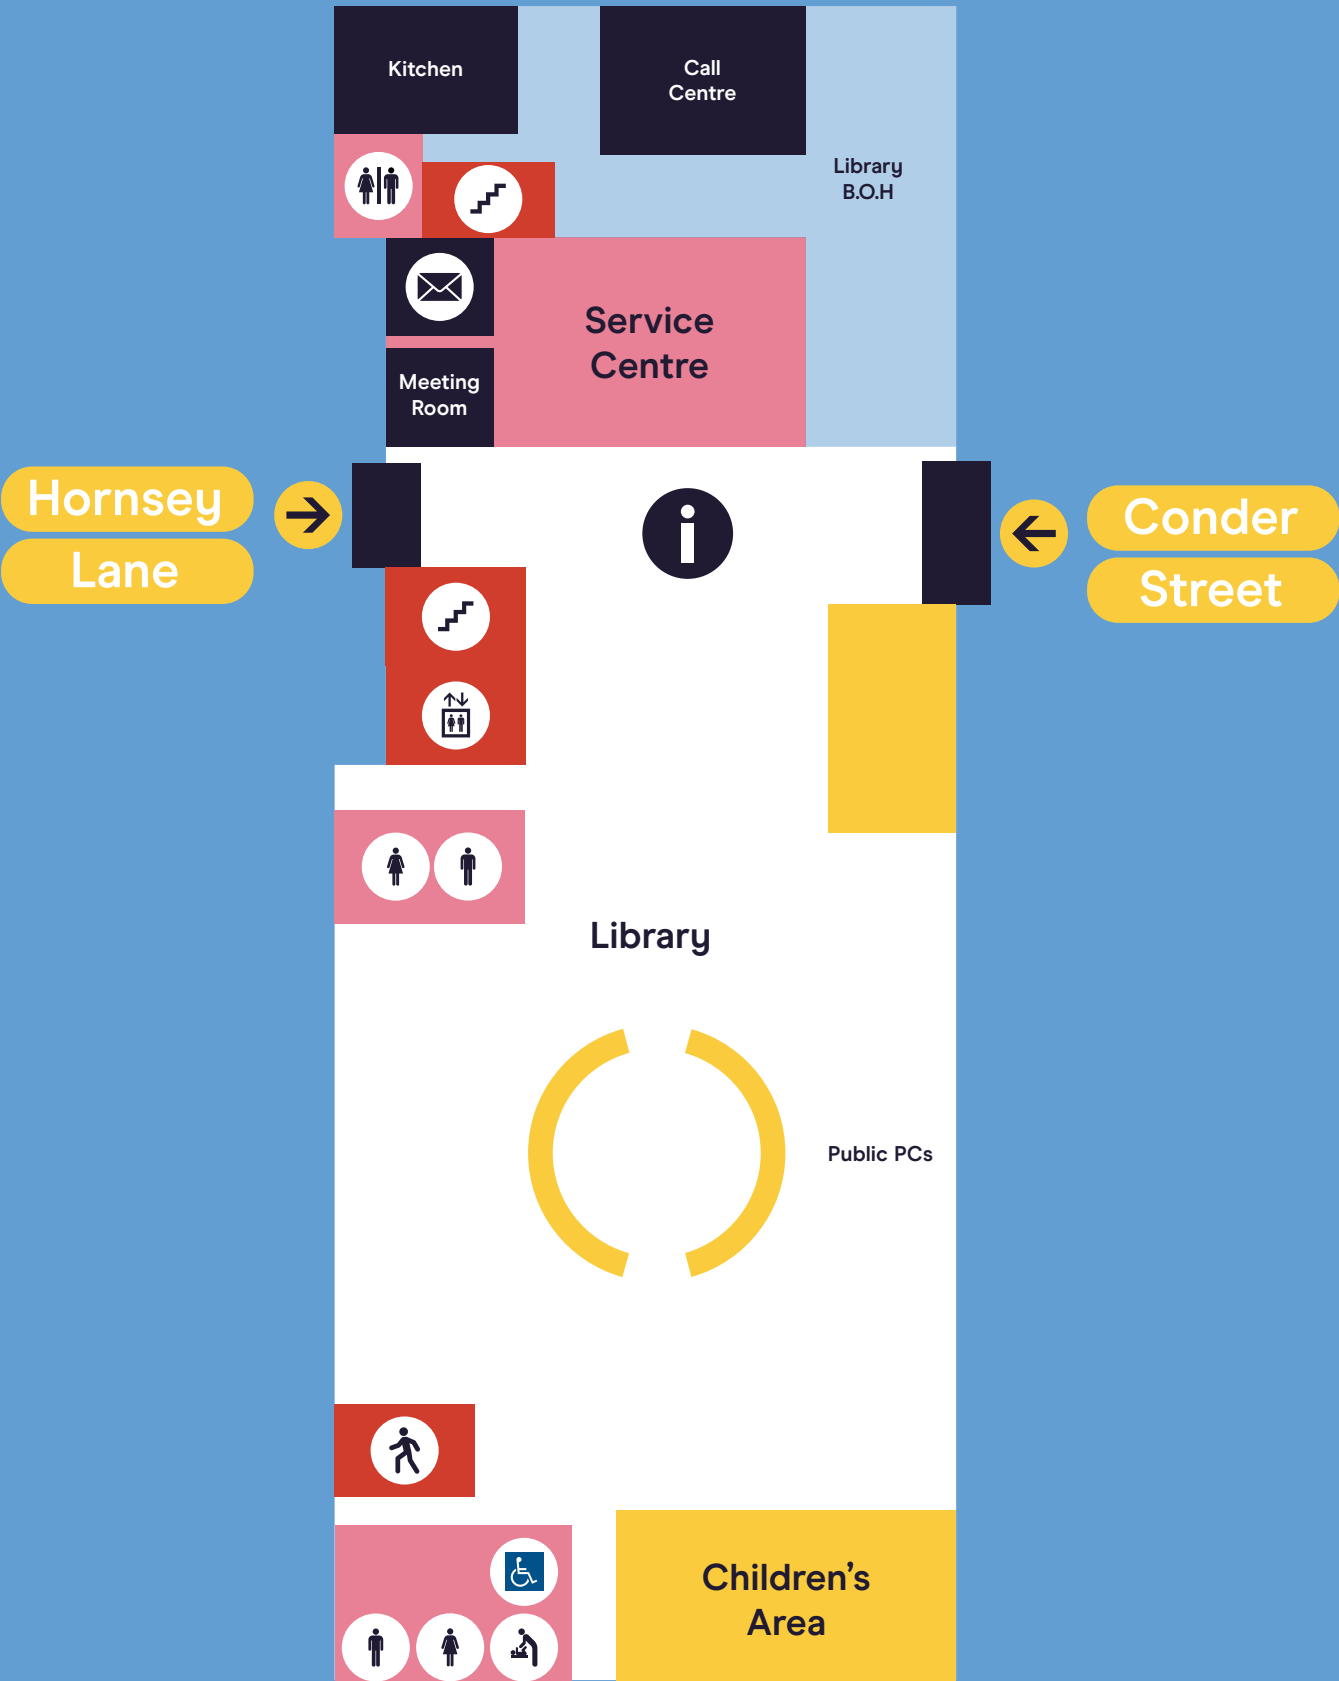 Kitchen
Call
Centre
Library
B.O.H
Service
Centre
Meeting
Room
Hornsey
Lane
i
Conder
Street
Library
Public PCs
Children's
Area